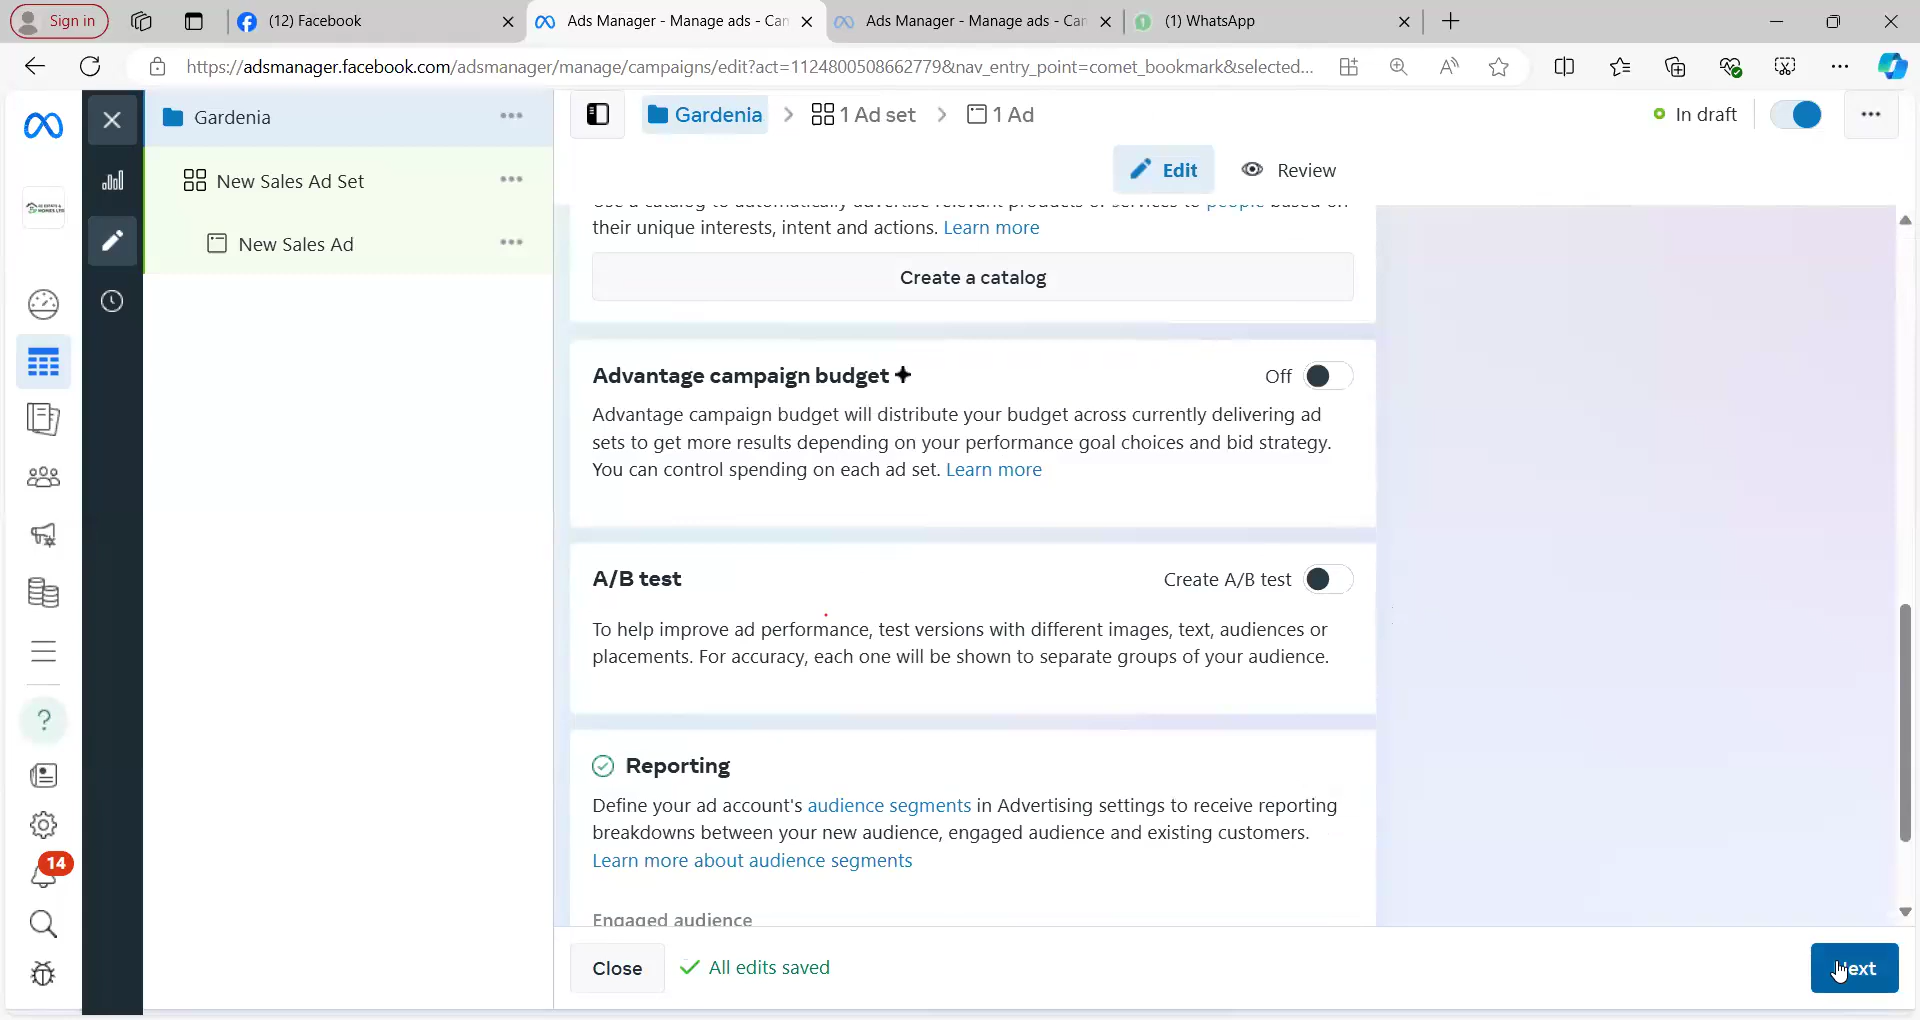 Sign in
(12) Facebook
Ads Manager - Manage ads - Can
Ads Manager - Manage ads - Can
1
(1) WhatsApp
https://adsmanager.facebook.com/adsmanager/manage/campaigns/edit?act=1124800508662779&nav_entry_point=comet_bookmark&selected...
Gardenia
Gardenia
1 Ad set
1 Ad
In draft
Edit
Review
New Sales Ad Set
New Sales Ad
their unique interests, intent and actions. Learn more
Create a catalog
Advantage campaign budget
Off
Advantage campaign budget will distribute your budget across currently delivering ad
sets to get more results depending on your performance goal choices and bid strategy.
You can control spending on each ad set. Learn more
A/B test
Create A/B test
To help improve ad performance, test versions with different images, text, audiences or
placements. For accuracy, each one will be shown to separate groups of your audience.
Reporting
Define your ad account's audience segments in Advertising settings to receive reporting
breakdowns between your new audience, engaged audience and existing customers.
Learn more about audience segments
Engaged audience
14
Close
All edits saved